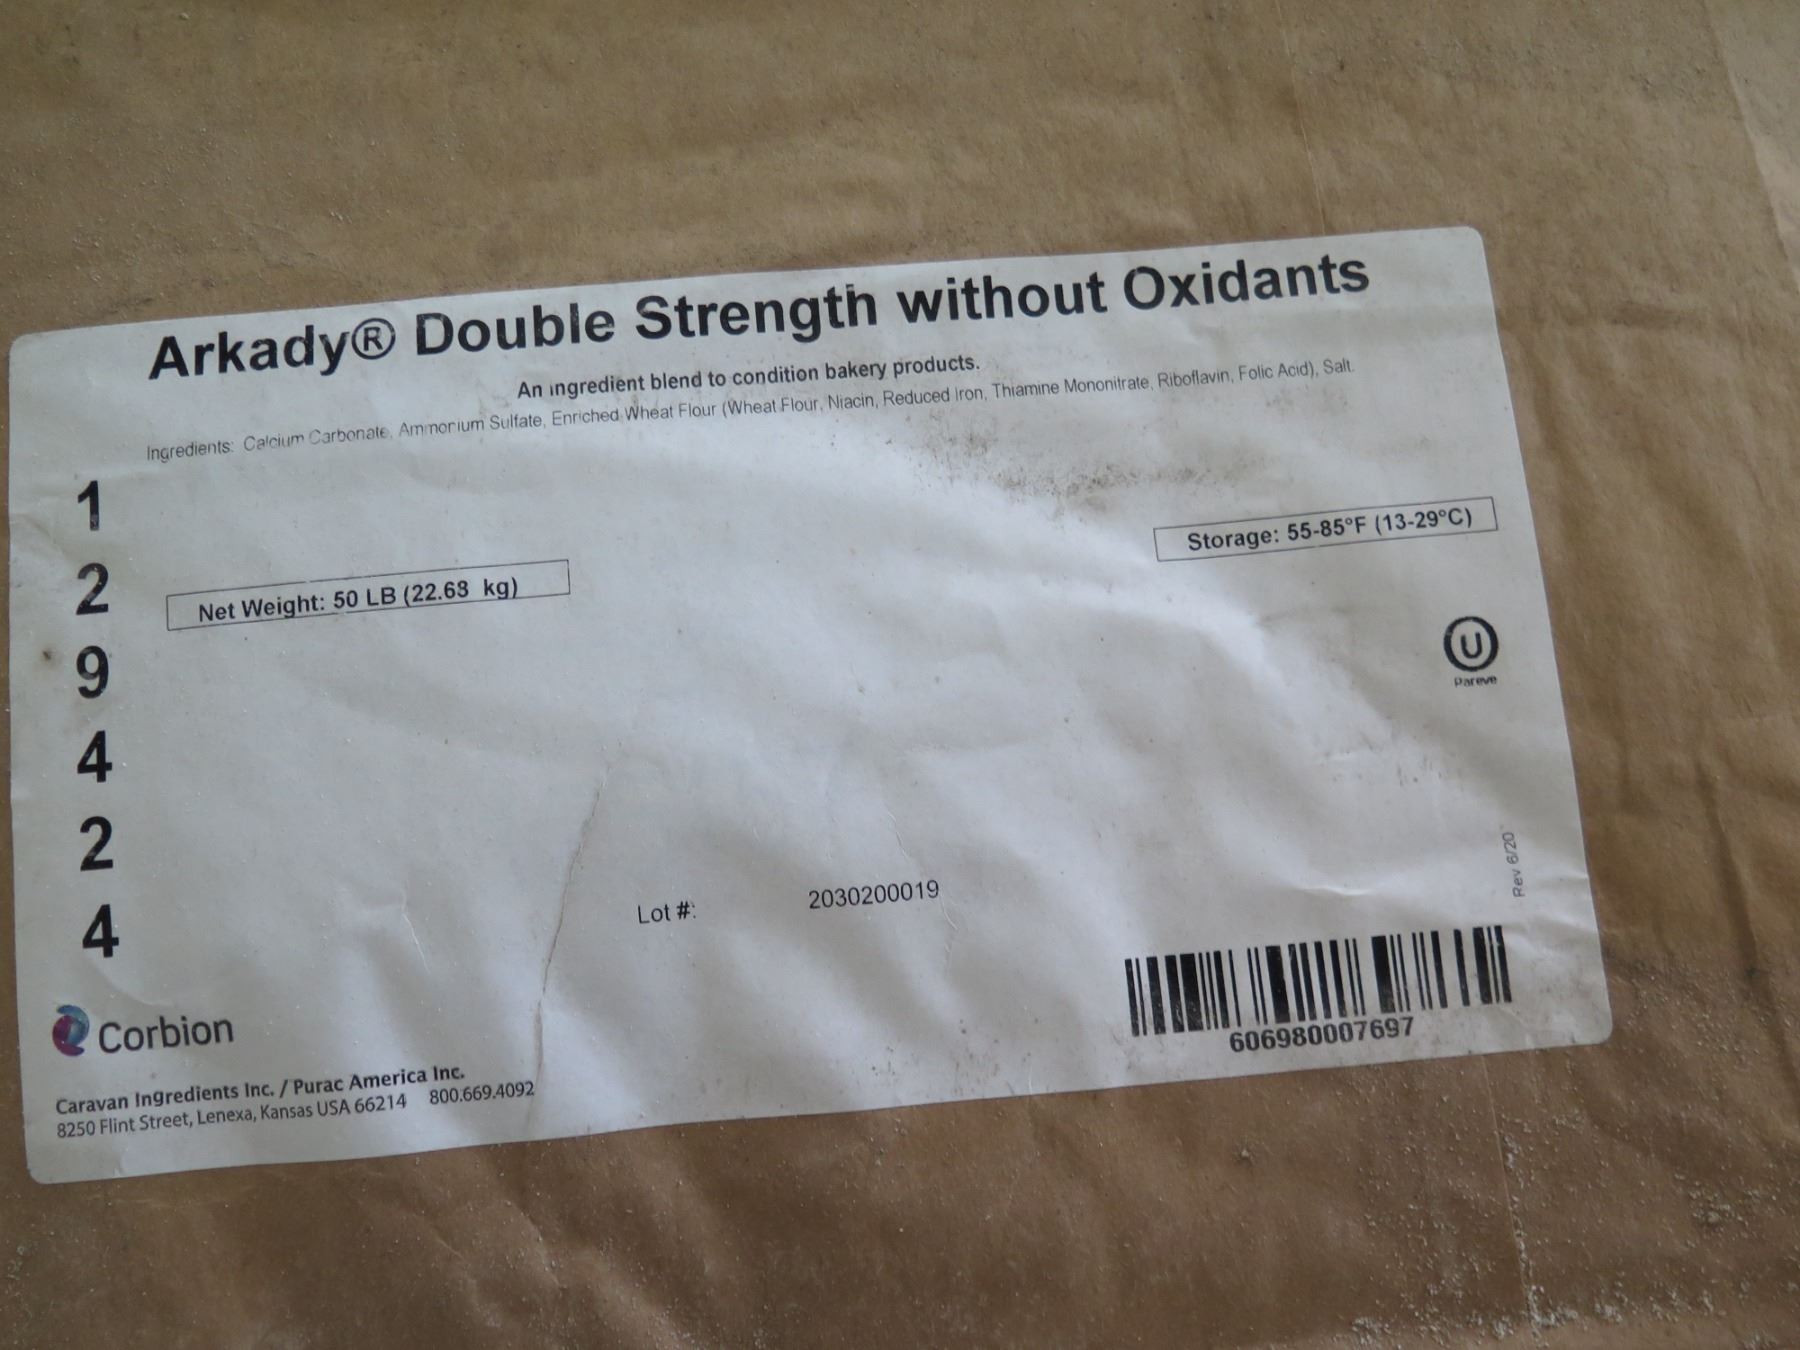 Arkady® Double Strength without Oxidants
An ingredient blend to condition bakery products.
Ingredients: Calcium Carbonate, Ammonium Sulfate, Enriched Wheat Flour (Wheat Flour, Niacin, Reduced Iron, Thiamine Mononitrate, Riboflavin, Folic Acid), Salt.
1
2
9
4
2
4
Net Weight: 50 LB (22.68 kg)
Storage: 55-85°F (13-29°C)
U
Pareve
Rev 6/20
Lot #: 2030200019
606980007697
Corbion
Caravan Ingredients Inc. / Purac America Inc.
8250 Flint Street, Lenexa, Kansas USA 66214 800.669.4092